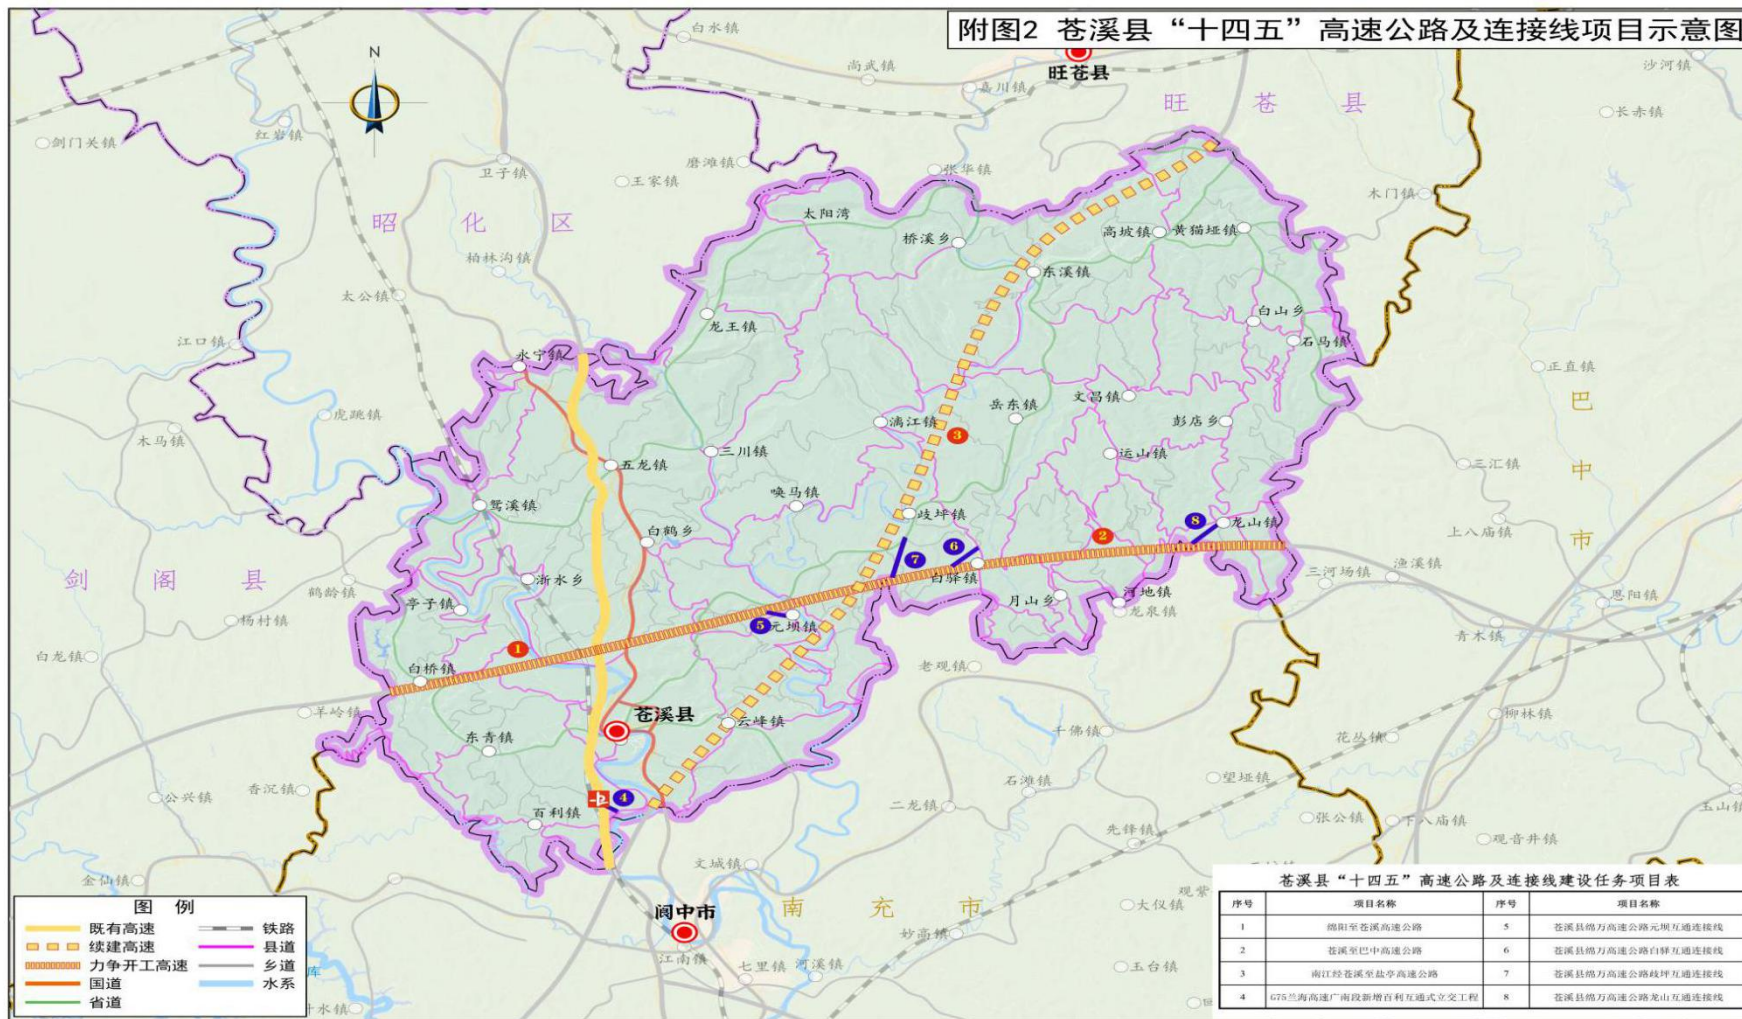 附图2 苍溪县“十四五”高速公路及连接线项目示意图
N
白水镇
尚武镇
旺苍县
嘉川镇
沙河镇
旺苍县
长赤镇
剑门关镇
红岩镇
卫子镇
王家镇
磨滩镇
张华镇
木门镇
昭化区
太阳湾
桥溪乡
高坡镇
黄猫垭镇
柏林沟镇
东溪镇
太公镇
龙王镇
白山乡
石马镇
江口镇
永宁镇
正直镇
虎跳镇
文昌镇
岳东镇
漓江镇
彭店乡
巴中市
木马镇
3
三川镇
运山镇
五龙镇
三汇镇
唤马镇
鸳溪镇
歧坪镇
龙山镇
8
上八庙镇
白鹤乡
2
6
7
剑阁县
浙水乡
白驿镇
渔溪镇
三河场镇
鹤龄镇
亭子镇
月山乡
河地镇
龙泉镇
恩阳镇
杨村镇
5
元坝镇
青木镇
1
白龙镇
白桥镇
老观镇
羊岭镇
苍溪县
云峰镇
柳林镇
东青镇
千佛镇
花丛镇
石滩镇
望垭镇
香沉镇
公兴镇
4
二龙镇
玉山镇
百利镇
张公镇
下八庙镇
先锋镇
观音井镇
文城镇
金仙镇
观紫
大仪镇
阆中市
南充市
妙高镇
江南镇
七里镇
河溪镇
玉台镇
库
水镇
图 例
既有高速
铁路
续建高速
县道
力争开工高速
乡道
国道
水系
省道
苍溪县“十四五”高速公路及连接线建设任务项目表
序号 项目名称 序号 项目名称
1 绵阳至苍溪高速公路 5 苍溪县绵万高速公路元坝互通连接线
2 苍溪至巴中高速公路 6 苍溪县绵万高速公路白驿互通连接线
3 南江经苍溪至盐亭高速公路 7 苍溪县绵万高速公路歧坪互通连接线
4 G75兰海高速广南段新增百利互通式立交工程 8 苍溪县绵万高速公路龙山互通连接线